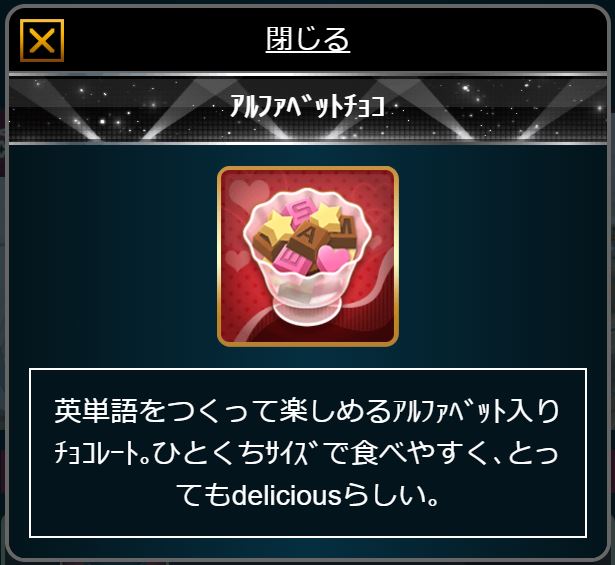 閉じる
ｱﾙﾌｧﾍﾞｯﾄﾁｮｺ
S
A
E
英単語をつくって楽しめるｱﾙﾌｧﾍﾞｯﾄ入り
ﾁｮｺﾚｰﾄ｡ひとくちｻｲｽﾞで食べやすく､とっ
てもdeliciousらしい｡